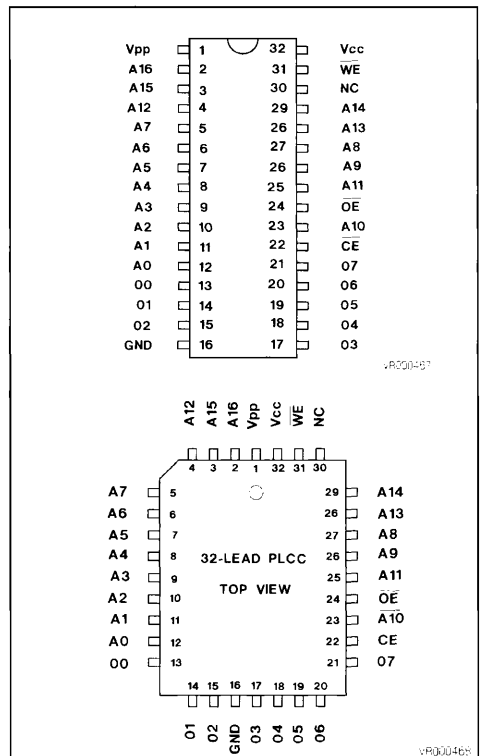 Vpp 1 32 Vcc
A16 2 31 WE
A15 3 30 NC
A12 4 29 A14
A7 5 26 A13
A6 6 27 A8
A5 7 26 A9
A4 8 25 A11
A3 9 24 OE
A2 10 23 A10
A1 11 22 CE
A0 12 21 07
00 13 20 06
01 14 19 05
02 15 18 04
GND 16 17 03
VR000467
A12 A15 A16 Vpp Vcc WE NC
4 3 2 1 32 31 30
A7 5 29 A14
A6 6 26 A13
A5 7 27 A8
A4 8 26 A9
32-LEAD PLCC
A3 9 25 A11
TOP VIEW
A2 10 24 OE
A1 11 23 A10
A0 12 22 CE
00 13 21 07
14 15 16 17 18 19 20
01 02 GND 03 04 05 06
VR000468